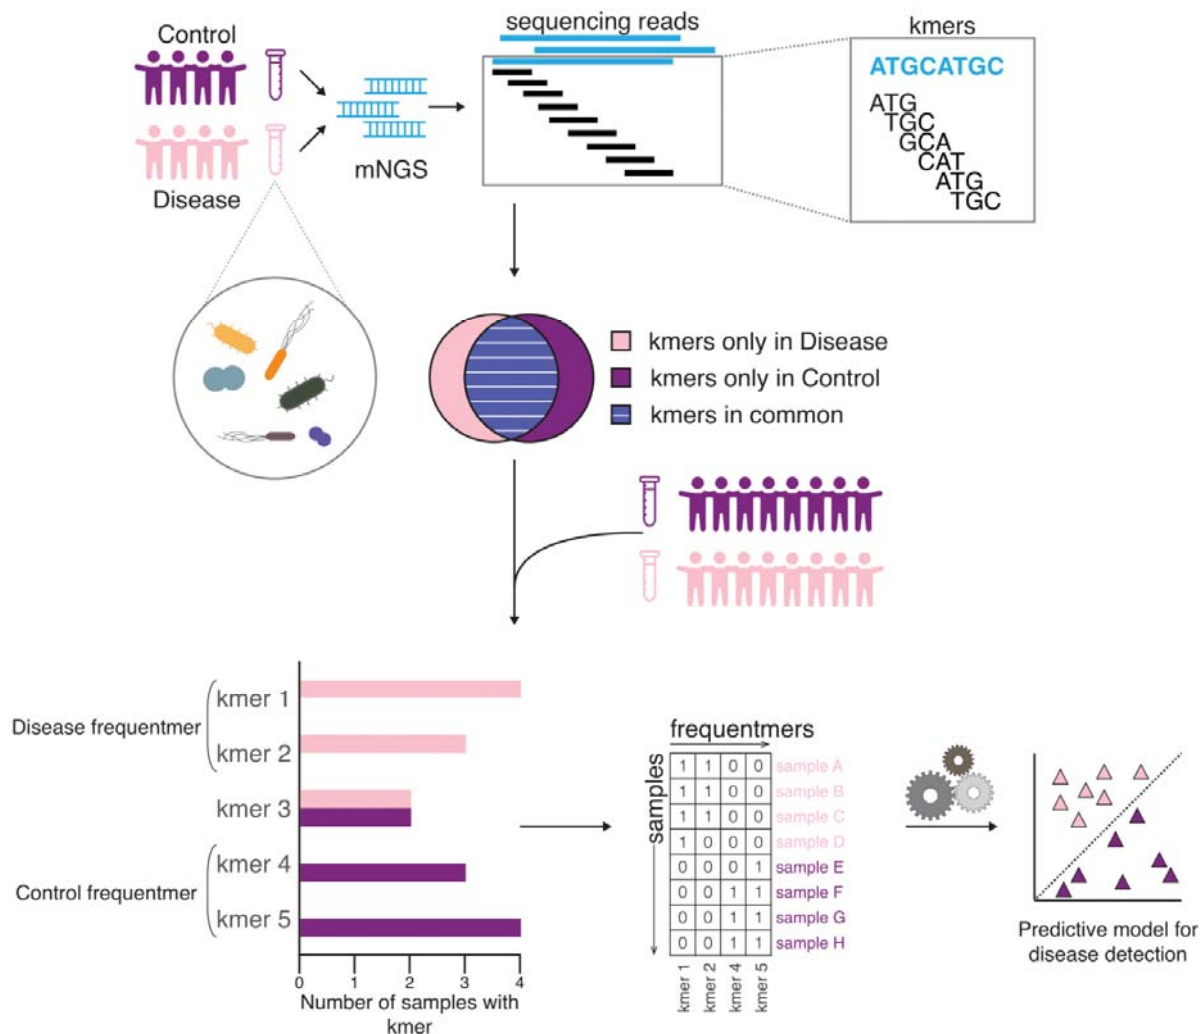 Control
sequencing reads
kmers
ATGCATGC
ATG
TGC
GCA
CAT
ATG
TGC
mNGS
Disease
kmers only in Disease
kmers only in Control
kmers in common
Disease frequentmer
kmer 1
kmer 2
kmer 3
Control frequentmer
kmer 4
kmer 5
0 1 2 3 4
Number of samples with
kmer
frequentmers
samples
1 1 0 0 sample A
1 1 0 0 sample B
1 1 0 0 sample C
1 0 0 0 sample D
0 0 0 1 sample E
0 0 1 1 sample F
0 0 1 1 sample G
0 0 1 1 sample H
kmer 1
kmer 2
kmer 4
kmer 5
Predictive model for
disease detection